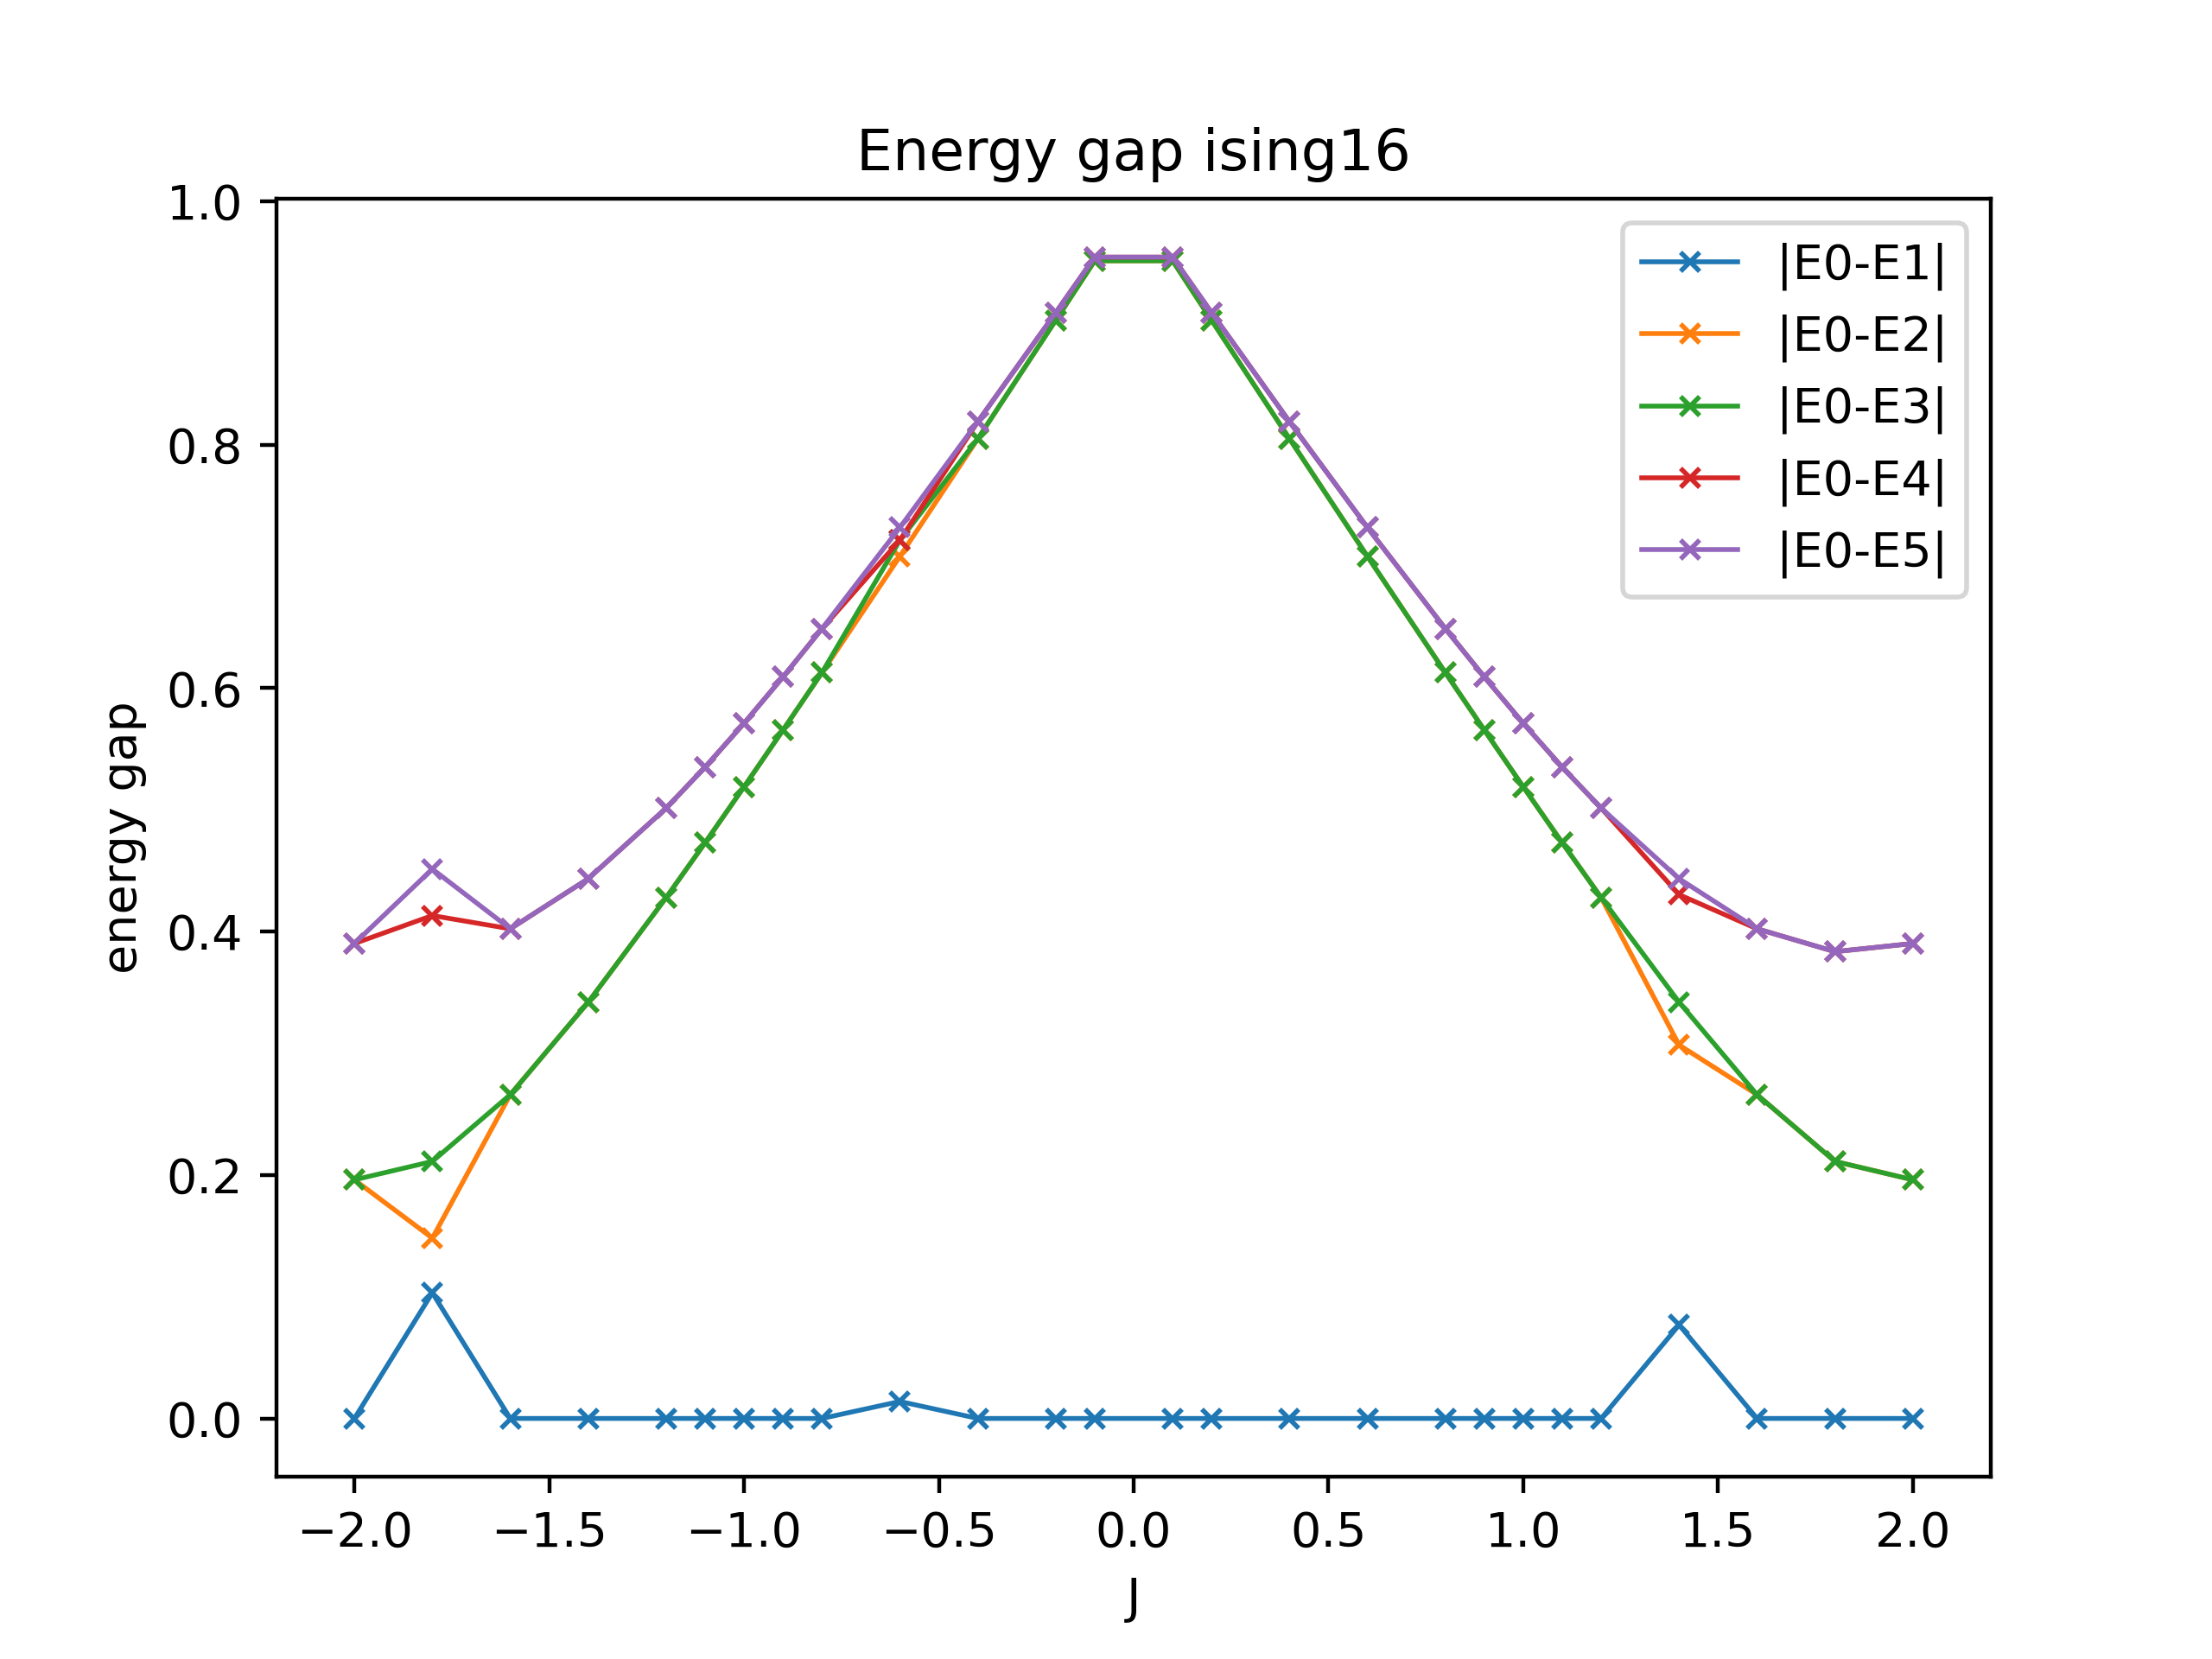 Energy gap ising16
1.0
0.8
0.6
0.4
0.2
0.0
energy gap
−2.0 −1.5 −1.0 −0.5 0.0 0.5 1.0 1.5 2.0
J
|E0-E1|
|E0-E2|
|E0-E3|
|E0-E4|
|E0-E5|